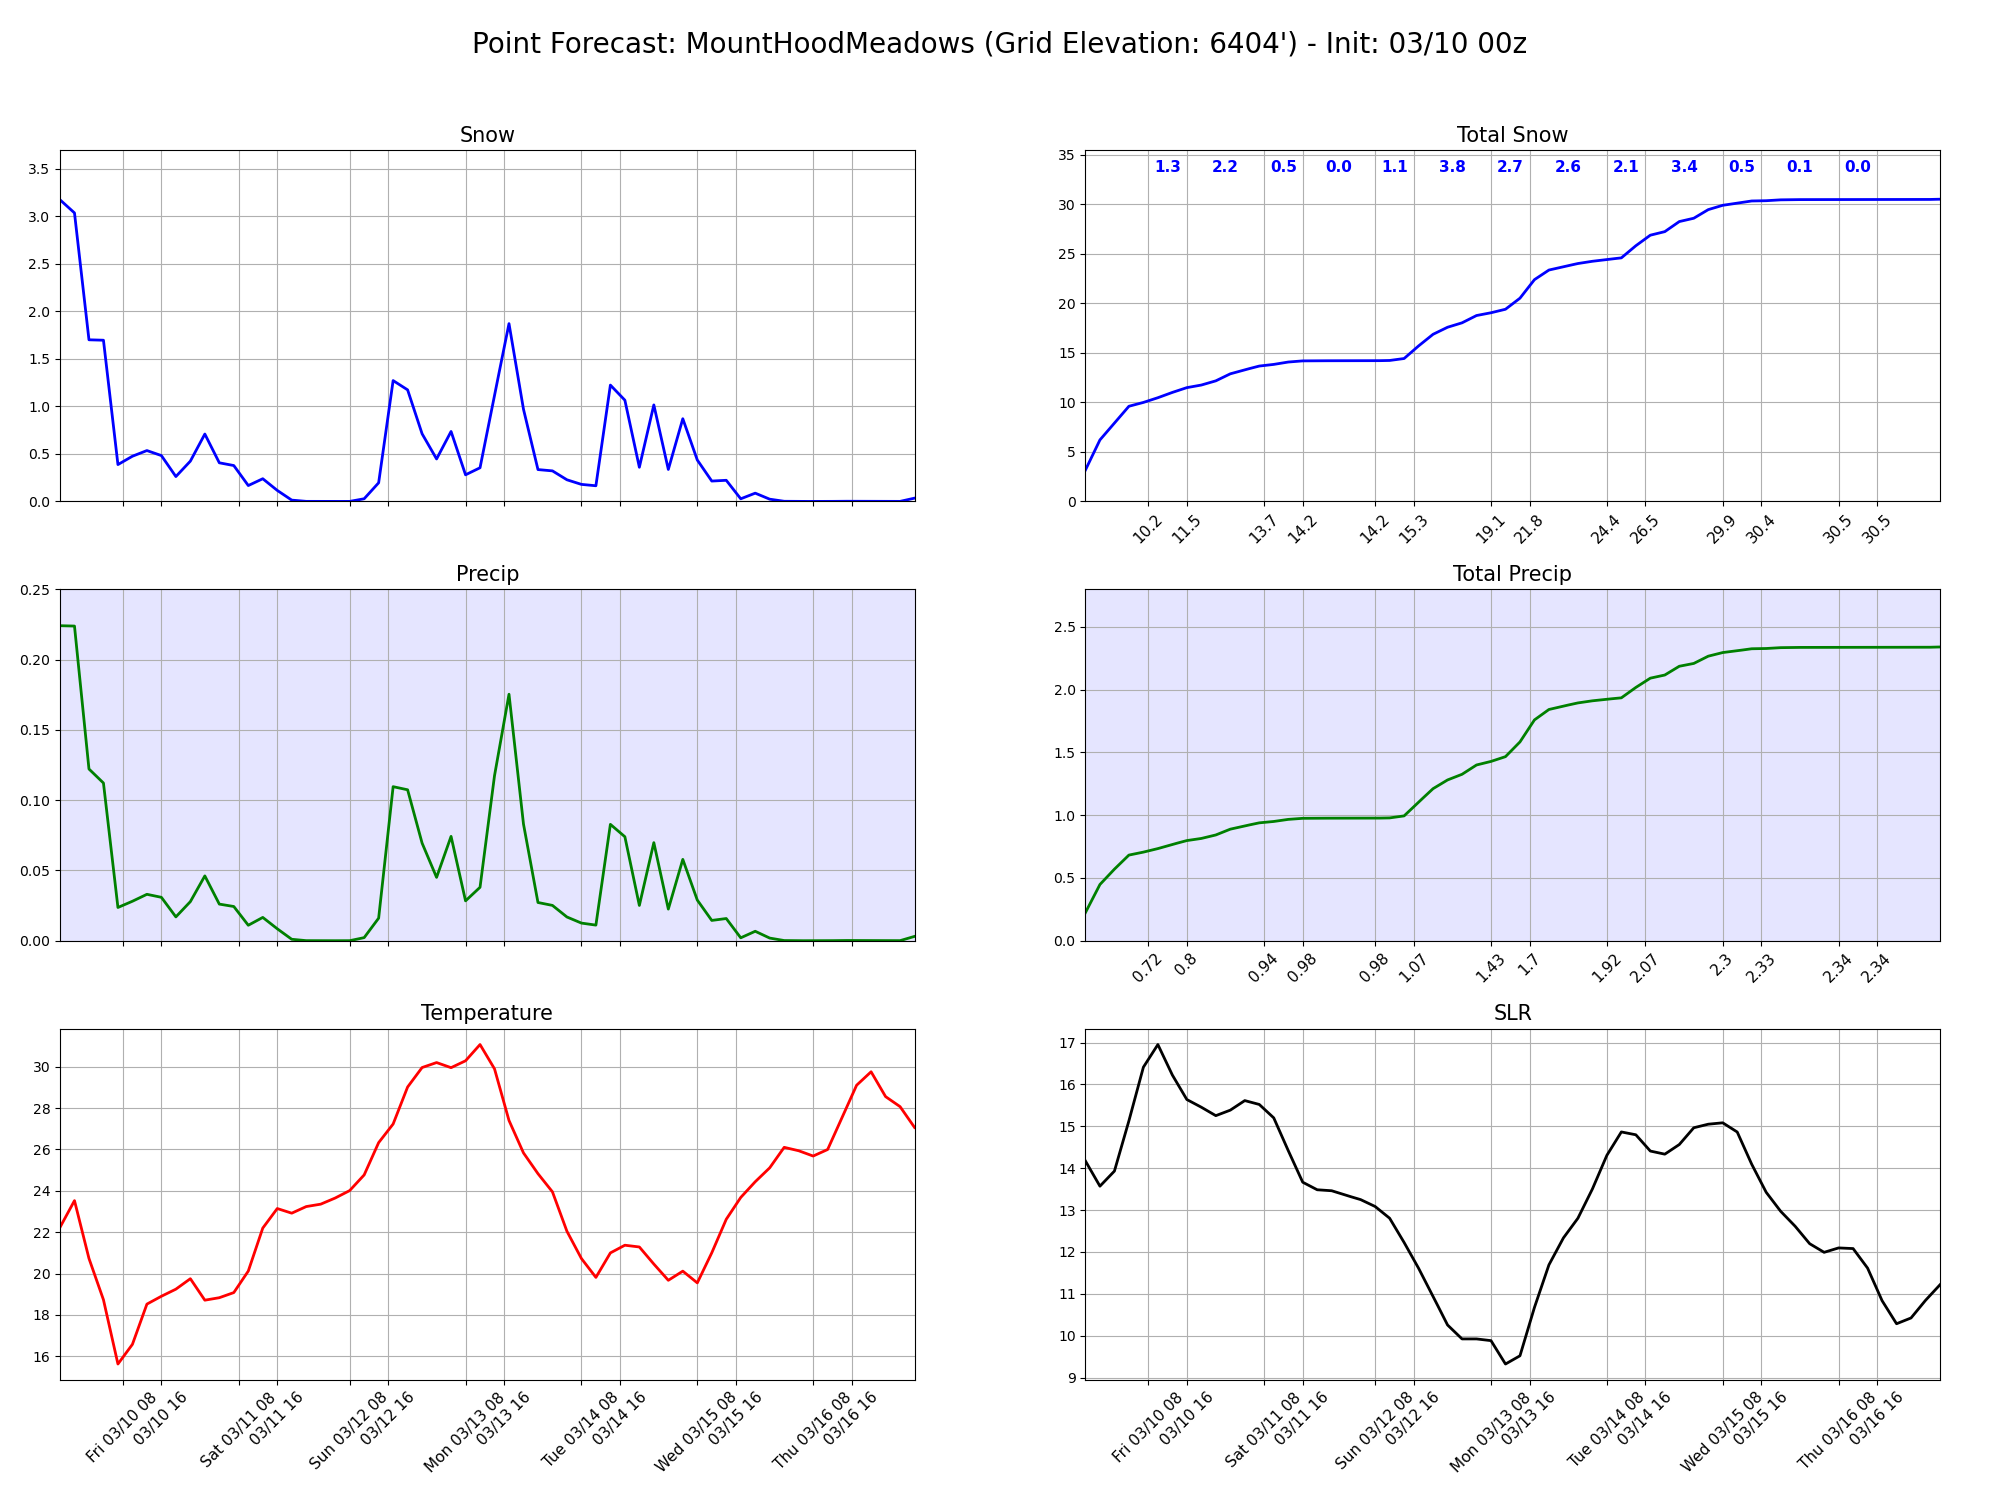 Point Forecast: MountHoodMeadows (Grid Elevation: 6404') - Init: 03/10 00z
Snow
3.5
3.0
2.5
2.0
1.5
1.0
0.5
0.0
Total Snow
1.3 2.2 0.5 0.0 1.1 3.8 2.7 2.6 2.1 3.4 0.5 0.1 0.0
35
30
25
20
15
10
5
0
10.2 11.5 13.7 14.2 14.2 15.3 19.1 21.8 24.4 26.5 29.9 30.4 30.5 30.5
Precip
0.25
0.20
0.15
0.10
0.05
0.00
Total Precip
2.5
2.0
1.5
1.0
0.5
0.0
0.72 0.8 0.94 0.98 0.98 1.07 1.43 1.7 1.92 2.07 2.3 2.33 2.34 2.34
Temperature
30
28
26
24
22
20
18
16
Fri 03/10 08
03/10 16
Sat 03/11 08
03/11 16
Sun 03/12 08
03/12 16
Mon 03/13 08
03/13 16
Tue 03/14 08
03/14 16
Wed 03/15 08
03/15 16
Thu 03/16 08
03/16 16
SLR
17
16
15
14
13
12
11
10
9
Fri 03/10 08
03/10 16
Sat 03/11 08
03/11 16
Sun 03/12 08
03/12 16
Mon 03/13 08
03/13 16
Tue 03/14 08
03/14 16
Wed 03/15 08
03/15 16
Thu 03/16 08
03/16 16